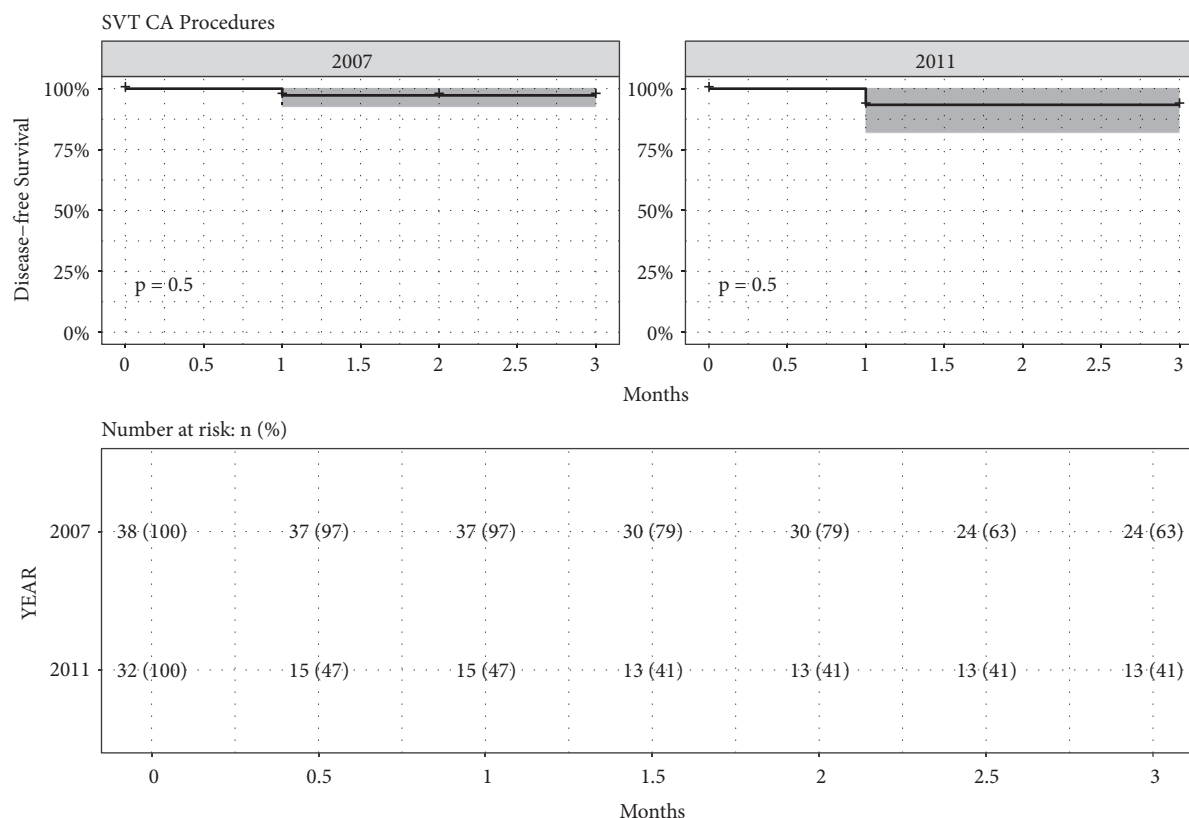 SVT CA Procedures
2007 2011
Disease-free Survival
100% 100%
75% 75%
50% 50%
25% 25%
p = 0.5 p = 0.5
0% 0%
0 0.5 1 1.5 2 2.5 3 0 0.5 1 1.5 2 2.5 3
Months
Number at risk: n (%)
YEAR
2007 38 (100) 37 (97) 37 (97) 30 (79) 30 (79) 24 (63) 24 (63)
2011 32 (100) 15 (47) 15 (47) 13 (41) 13 (41) 13 (41) 13 (41)
0 0.5 1 1.5 2 2.5 3
Months